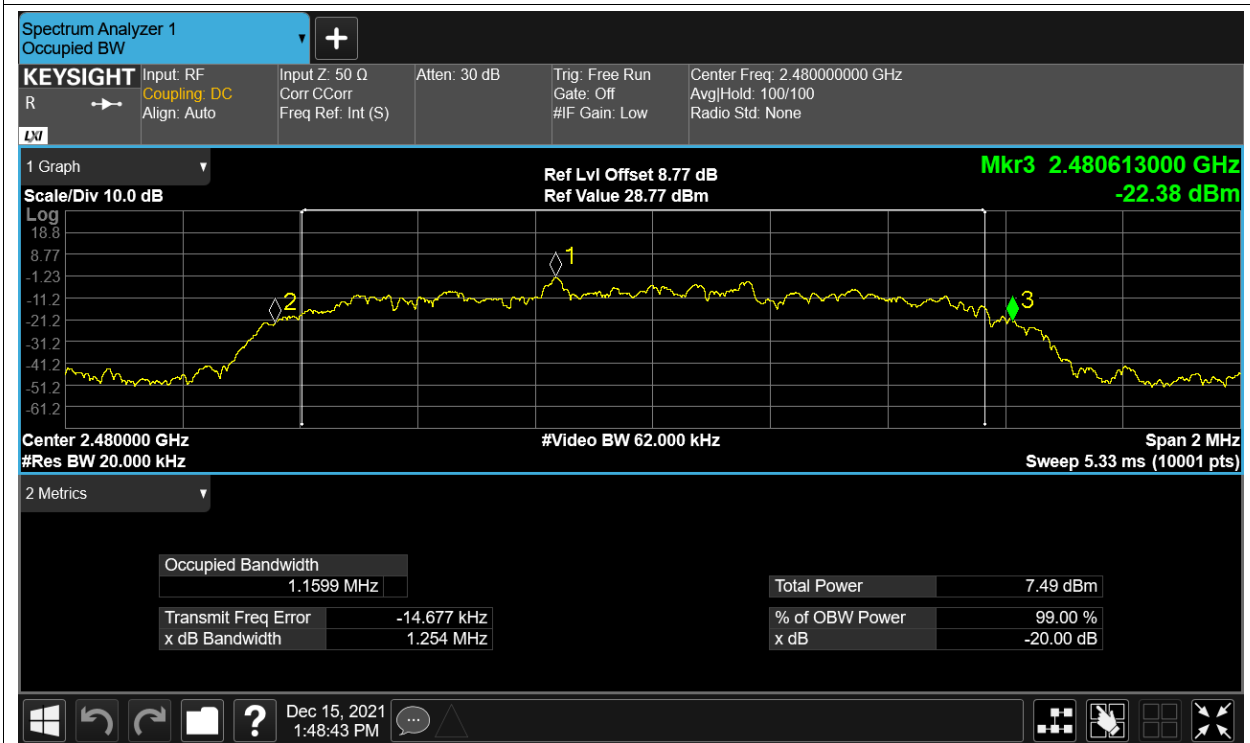 Spectrum Analyzer 1
Occupied BW
KEYSIGHT
R
LXI
Input: RF
Coupling: DC
Align: Auto
Input Z: 50 Ω
Corr CCorr
Freq Ref: Int (S)
Atten: 30 dB
Trig: Free Run
Gate: Off
#IF Gain: Low
Center Freq: 2.480000000 GHz
Avg|Hold: 100/100
Radio Std: None
1 Graph
Scale/Div 10.0 dB
Ref Lvl Offset 8.77 dB
Ref Value 28.77 dBm
Mkr3 2.480613000 GHz
-22.38 dBm
Log
18.8
8.77
-1.23
-11.2
-21.2
-31.2
-41.2
-51.2
-61.2
1
2
3
Center 2.480000 GHz
#Res BW 20.000 kHz
#Video BW 62.000 kHz
Span 2 MHz
Sweep 5.33 ms (10001 pts)
2 Metrics
Occupied Bandwidth
1.1599 MHz
Transmit Freq Error -14.677 kHz
x dB Bandwidth 1.254 MHz
Total Power 7.49 dBm
% of OBW Power 99.00 %
x dB -20.00 dB
?
Dec 15, 2021
1:48:43 PM